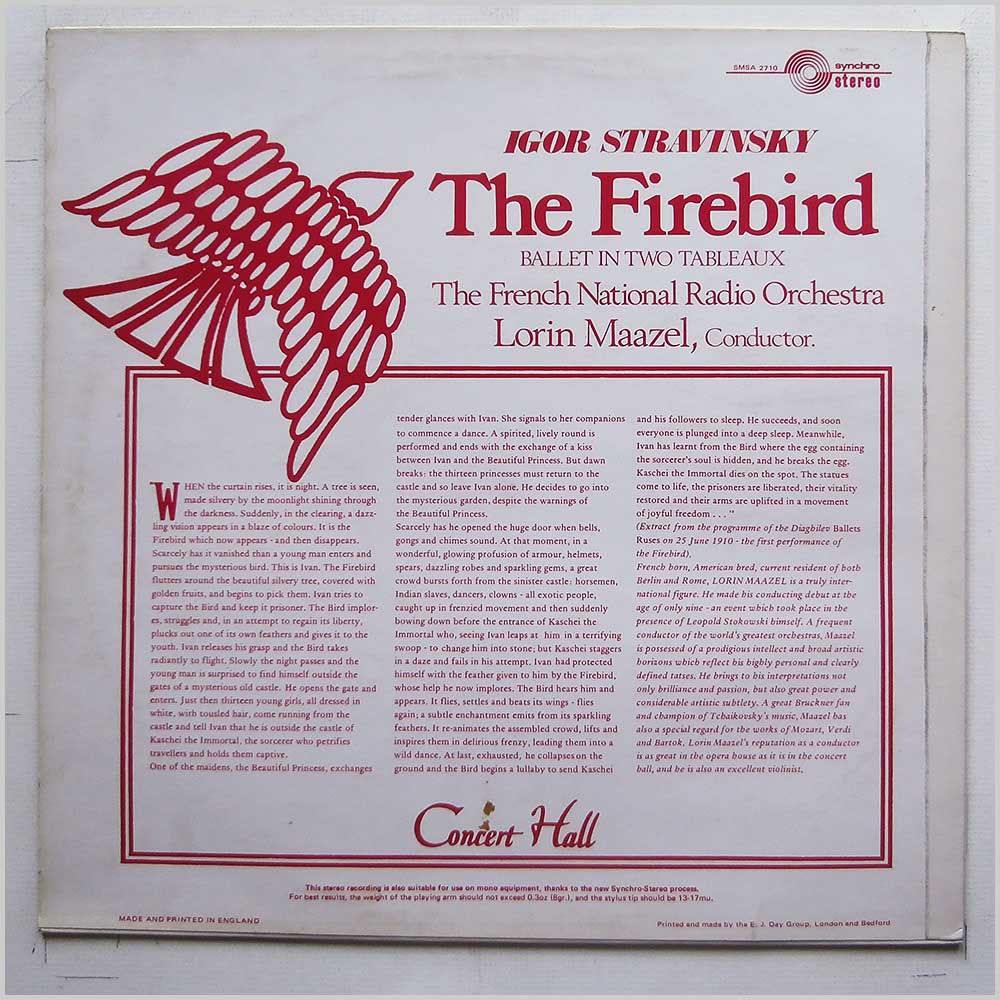 SMSA 2710
synchro
stereo
IGOR STRAVINSKY
The Firebird
BALLET IN TWO TABLEAUX
The French National Radio Orchestra
Lorin Maazel, Conductor.
WHEN the curtain rises, it is night. A tree is seen,
made silvery by the moonlight shining through
the darkness. Suddenly, in the clearing, a dazz-
ling vision appears in a blaze of colours. It is the
Firebird which now appears - and then disappears.
Scarcely has it vanished than a young man enters and
pursues the mysterious bird. This is Ivan. The Firebird
flutters around the beautiful silvery tree, covered with
golden fruits, and begins to pick them. Ivan tries to
capture the Bird and keep it prisoner. The Bird implor-
es, struggles and, in an attempt to regain its liberty,
plucks out one of its own feathers and gives it to the
youth. Ivan releases his grasp and the Bird takes
radiantly to flight. Slowly the night passes and the
young man is surprised to find himself outside the
gates of a mysterious old castle. He opens the gate and
enters. Just then thirteen young girls, all dressed in
white, with tousled hair, come running from the
castle and tell Ivan that he is outside the castle of
Kaschei the Immortal, the sorcerer who petrifies
travellers and holds them captive.
One of the maidens, the Beautiful Princess, exchanges
tender glances with Ivan. She signals to her companions
to commence a dance. A spirited, lively round is
performed and ends with the exchange of a kiss
between Ivan and the Beautiful Princess. But dawn
breaks: the thirteen princesses must return to the
castle and so leave Ivan alone. He decides to go into
the mysterious garden, despite the warnings of
the Beautiful Princess.
Scarcely has he opened the huge door when bells,
gongs and chimes sound. At that moment, in a
wonderful, glowing profusion of armour, helmets,
spears, dazzling robes and sparkling gems, a great
crowd bursts forth from the sinister castle: horsemen,
Indian slaves, dancers, clowns - all exotic people,
caught up in frenzied movement and then suddenly
bowing down before the entrance of Kaschei the
Immortal who, seeing Ivan leaps at him in a terrifying
swoop - to change him into stone; but Kaschei staggers
in a daze and fails in his attempt. Ivan had protected
himself with the feather given to him by the Firebird,
whose help he now implores. The Bird hears him and
appears. It flies, settles and beats its wings - flies
again; a subtle enchantment emits from its sparkling
feathers. It re-animates the assembled crowd, lifts and
inspires them in delirious frenzy, leading them into a
wild dance. At last, exhausted, he collapses on the
ground and the Bird begins a lullaby to send Kaschei
and his followers to sleep. He succeeds, and soon
everyone is plunged into a deep sleep. Meanwhile,
Ivan has learnt from the Bird where the egg containing
the sorcerer's soul is hidden, and he breaks the egg.
Kaschei the Immortal dies on the spot. The statues
come to life, the prisoners are liberated, their vitality
restored and their arms are uplifted in a movement
of joyful freedom . . ."
(Extract from the programme of the Diaghilev Ballets
Ruses on 25 June 1910 - the first performance of
the Firebird).
French born, American bred, current resident of both
Berlin and Rome, LORIN MAAZEL is a truly inter-
national figure. He made his conducting debut at the
age of only nine - an event which took place in the
presence of Leopold Stokowski himself. A frequent
conductor of the world's greatest orchestras, Maazel
is possessed of a prodigious intellect and broad artistic
horizons which reflect his highly personal and clearly
defined tatses. He brings to his interpretations not
only brilliance and passion, but also great power and
considerable artistic subtlety. A great Bruckner fan
and champion of Tchaikovsky's music, Maazel has
also a special regard for the works of Mozart, Verdi
and Bartok. Lorin Maazel's reputation as a conductor
is as great in the opera house as it is in the concert
hall, and he is also an excellent violinist.
Concert Hall
This stereo recording is also suitable for use on mono equipment, thanks to the new Synchro-Stereo process.
For best results, the weight of the playing arm should not exceed 0.3oz (8gr.), and the stylus tip should be 13-17mu.
MADE AND PRINTED IN ENGLAND
Printed and made by the E. J. Day Group, London and Bedford